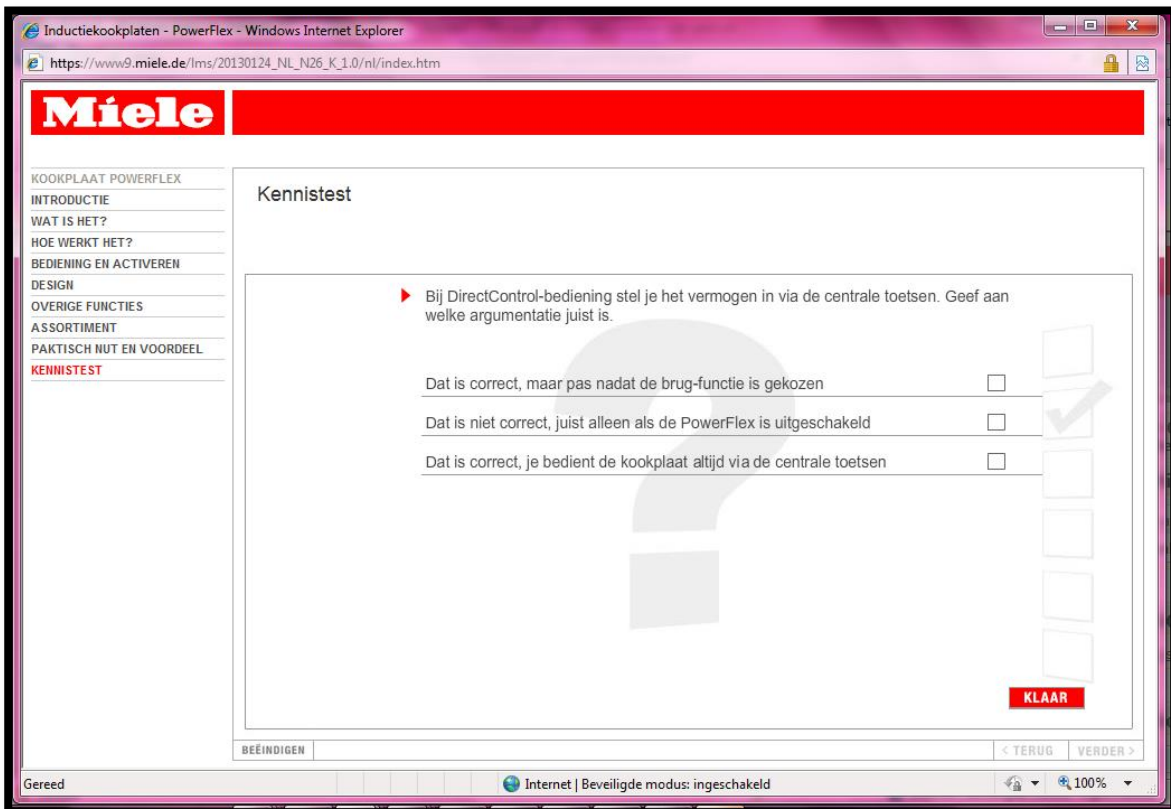 Inductiekookplaten - PowerFlex - Windows Internet Explorer
https://www9.miele.de/lms/20130124_NL_N26_K_1.0/nl/index.htm
Miele
KOOKPLAAT POWERFLEX
INTRODUCTIE
WAT IS HET?
HOE WERKT HET?
BEDIENING EN ACTIVEREN
DESIGN
OVERIGE FUNCTIES
ASSORTIMENT
PAKTISCH NUT EN VOORDEEL
KENNISTEST
Kennistest
Bij DirectControl-bediening stel je het vermogen in via de centrale toetsen. Geef aan
welke argumentatie juist is.
Dat is correct, maar pas nadat de brug-functie is gekozen
Dat is niet correct, juist alleen als de PowerFlex is uitgeschakeld
Dat is correct, je bedient de kookplaat altijd via de centrale toetsen
?
KLAAR
BEËINDIGEN
< TERUG
VERDER >
Gereed
Internet | Beveiligde modus: ingeschakeld
100%